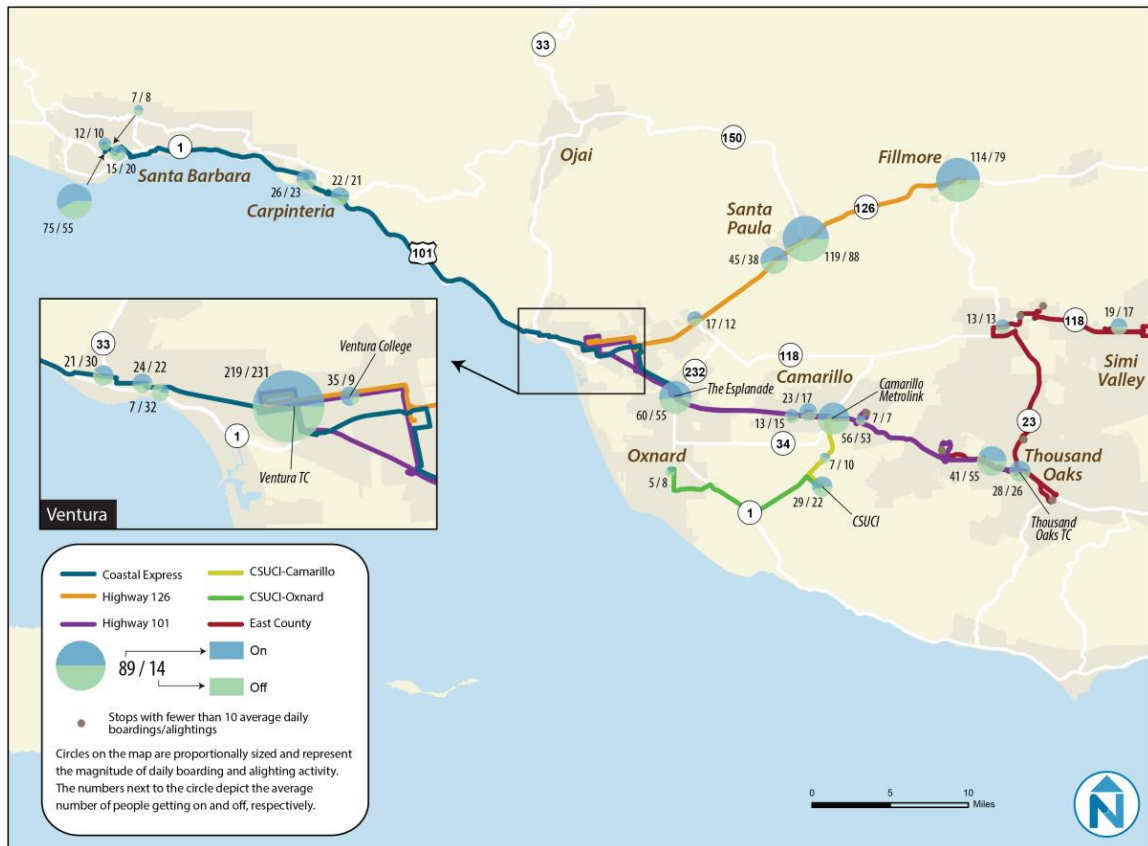 33
7 / 8
12 / 10
1
15 / 20
Santa Barbara
75 / 55
26 / 23
22 / 21
Carpinteria
101
Ojai
150
Fillmore
114 / 79
126
Santa
Paula
119 / 88
45 / 38
17 / 12
13 / 13
118
19 / 17
Simi
Valley
118
232
The Esplanade
60 / 55
Camarillo
23 / 17
13 / 15
Camarillo
Metrolink
7 / 7
56 / 53
34
23
Oxnard
5 / 8
7 / 10
29 / 22
CSUCI
1
41 / 55
Thousand
Oaks
28 / 26
Thousand
Oaks TC
33
21 / 30
24 / 22
7 / 32
219 / 231
35 / 9
Ventura College
1
Ventura TC
Ventura
Coastal Express
CSUCI-Camarillo
Highway 126
CSUCI-Oxnard
Highway 101
East County
89 / 14
On
Off
Stops with fewer than 10 average daily
boardings/alightings
Circles on the map are proportionally sized and represent
the magnitude of daily boarding and alighting activity.
The numbers next to the circle depict the average
number of people getting on and off, respectively.
0 5 10
Miles
N